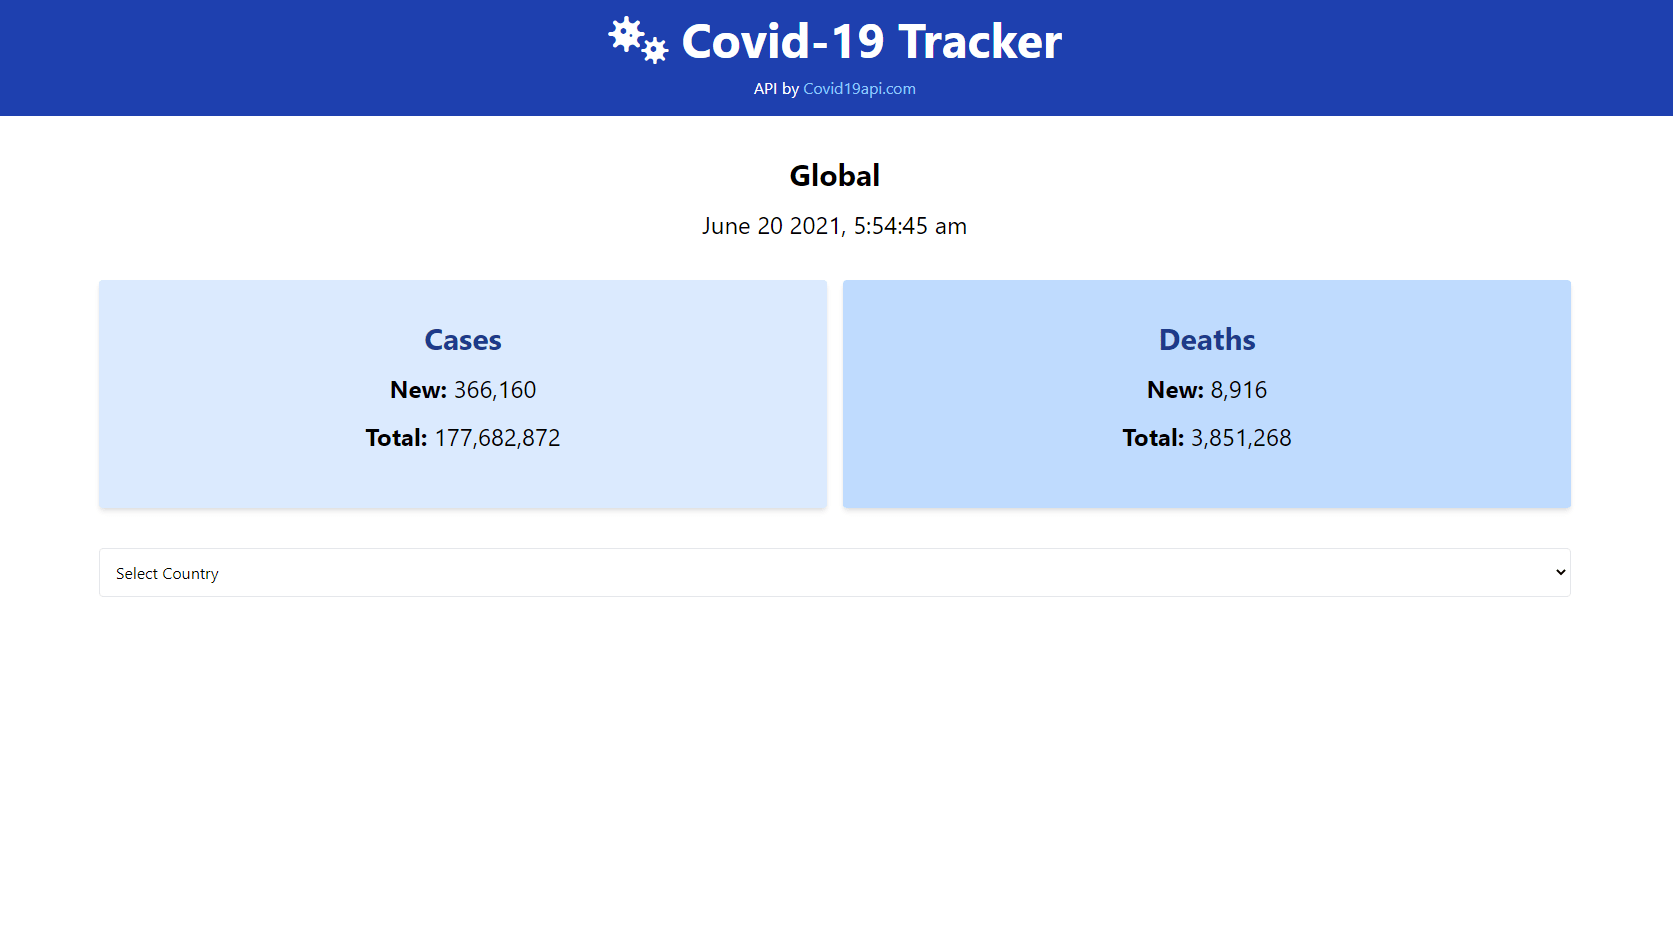 Covid-19 Tracker
API by Covid19api.com
Global
June 20 2021, 5:54:45 am
Cases
New: 366,160
Total: 177,682,872
Deaths
New: 8,916
Total: 3,851,268
Select Country